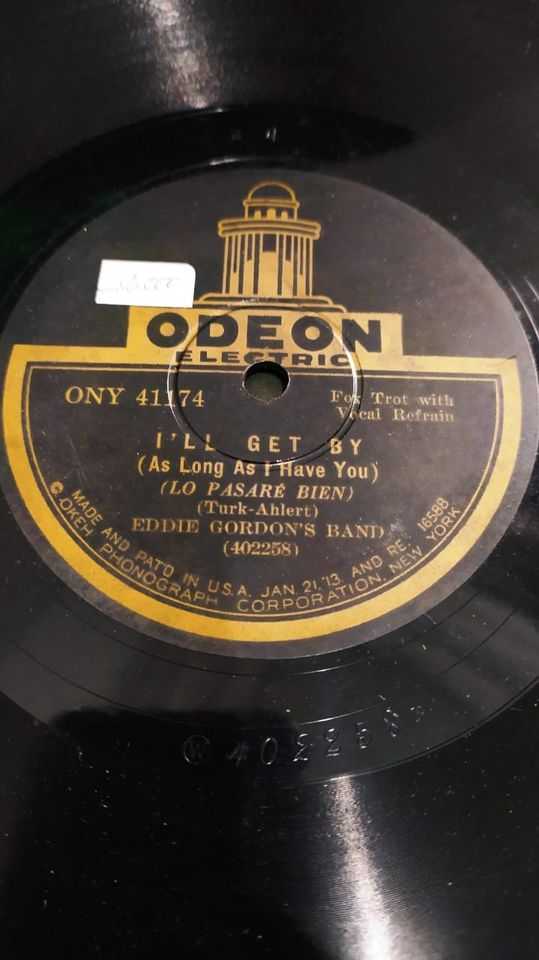 ODEON
ELECTRIC
ONY 41174
Fox Trot with
Vocal Refrain
I'LL GET BY
(As Long As I Have You)
(LO PASARÉ BIEN)
(Turk-Ahlert)
EDDIE GORDON'S BAND
(402258)
MADE AND PAT'D IN U.S.A. JAN. 21, '13 AND RE. 16588
©. OKEH PHONOGRAPH CORPORATION, NEW YORK
W 402258